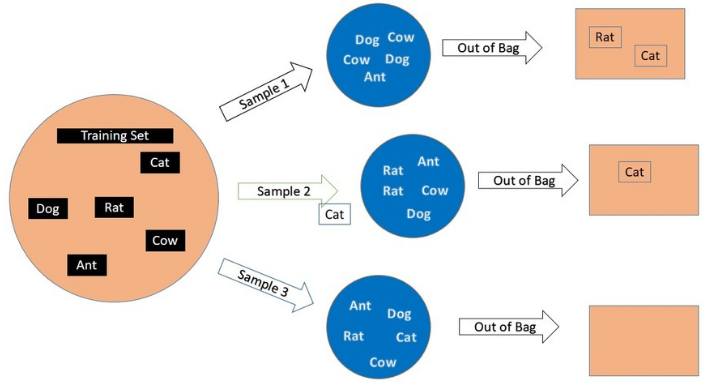 Training Set
Cat
Dog
Rat
Cow
Ant
Sample 1
Dog Cow
Cow Dog
Ant
Out of Bag
Rat
Cat
Sample 2
Cat
Rat Ant
Rat Cow
Dog
Out of Bag
Cat
Sample 3
Ant Dog
Rat Cat
Cow
Out of Bag